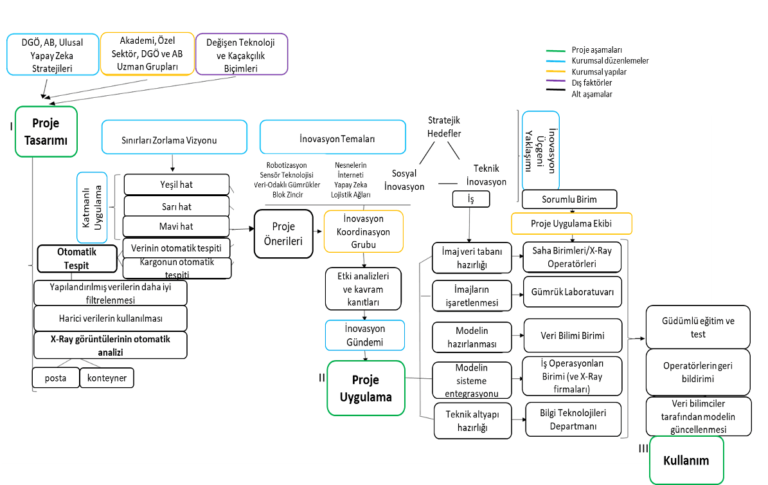 DGÖ, AB, Ulusal
Yapay Zeka
Stratejileri
Akademi, Özel
Sektör, DGÖ ve AB
Uzman Grupları
Değişen Teknoloji
ve Kaçakçılık
Biçimleri
Proje aşamaları
Kurumsal düzenlemeler
Kurumsal yapılar
Dış faktörler
Alt aşamalar
I
Proje
Tasarımı
Sınırları Zorlama Vizyonu
İnovasyon Temaları
Stratejik
Hedefler
Sosyal
İnovasyon
Teknik
İnovasyon
İş
İnovasyon
Üçgeni
Yaklaşımı
Robotizasyon
Sensör Teknolojisi
Veri-Odaklı Gümrükler
Blok Zincir
Nesnelerin
İnterneti
Yapay Zeka
Lojistik Ağları
Katmanlı
Uygulama
Yeşil hat
Sarı hat
Mavi hat
Verinin otomatik tespiti
Kargonun otomatik
tespiti
Otomatik
Tespit
Yapılandırılmış verilerin daha iyi
filtrelenmesi
Harici verilerin kullanılması
X-Ray görüntülerinin otomatik
analizi
posta
konteyner
Proje
Önerileri
İnovasyon
Koordinasyon
Grubu
Etki analizleri
ve kavram
kanıtları
İnovasyon
Gündemi
II
Proje
Uygulama
Sorumlu Birim
Proje Uygulama Ekibi
İmaj veri tabanı
hazırlığı
Saha Birimleri/X-Ray
Operatörleri
İmajların
işaretlenmesi
Gümrük Laboratuvarı
Modelin
hazırlanması
Veri Bilimi Birimi
Modelin
sisteme
entegrasyonu
İş Operasyonları
Birimi (ve X-Ray
firmaları)
Teknik altyapı
hazırlığı
Bilgi Teknolojileri
Departmanı
Güdümlü eğitim ve
test
Operatörlerin geri
bildirimi
Veri bilimciler
tarafından modelin
güncellenmesi
III
Kullanım